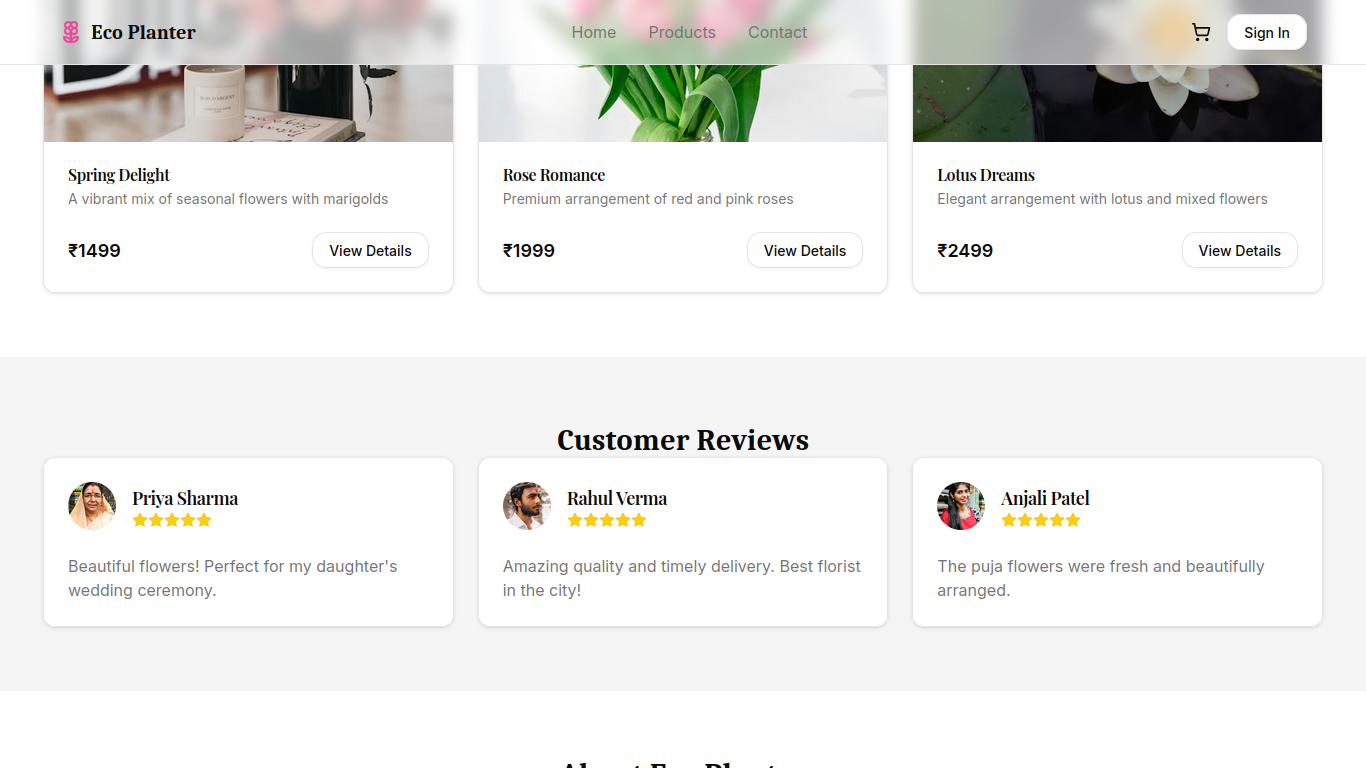 Eco Planter
Home
Products
Contact
Sign In
Spring Delight
A vibrant mix of seasonal flowers with marigolds
₹1499
View Details
Rose Romance
Premium arrangement of red and pink roses
₹1999
View Details
Lotus Dreams
Elegant arrangement with lotus and mixed flowers
₹2499
View Details
Customer Reviews
Priya Sharma
Beautiful flowers! Perfect for my daughter's
wedding ceremony.
Rahul Verma
Amazing quality and timely delivery. Best florist
in the city!
Anjali Patel
The puja flowers were fresh and beautifully
arranged.